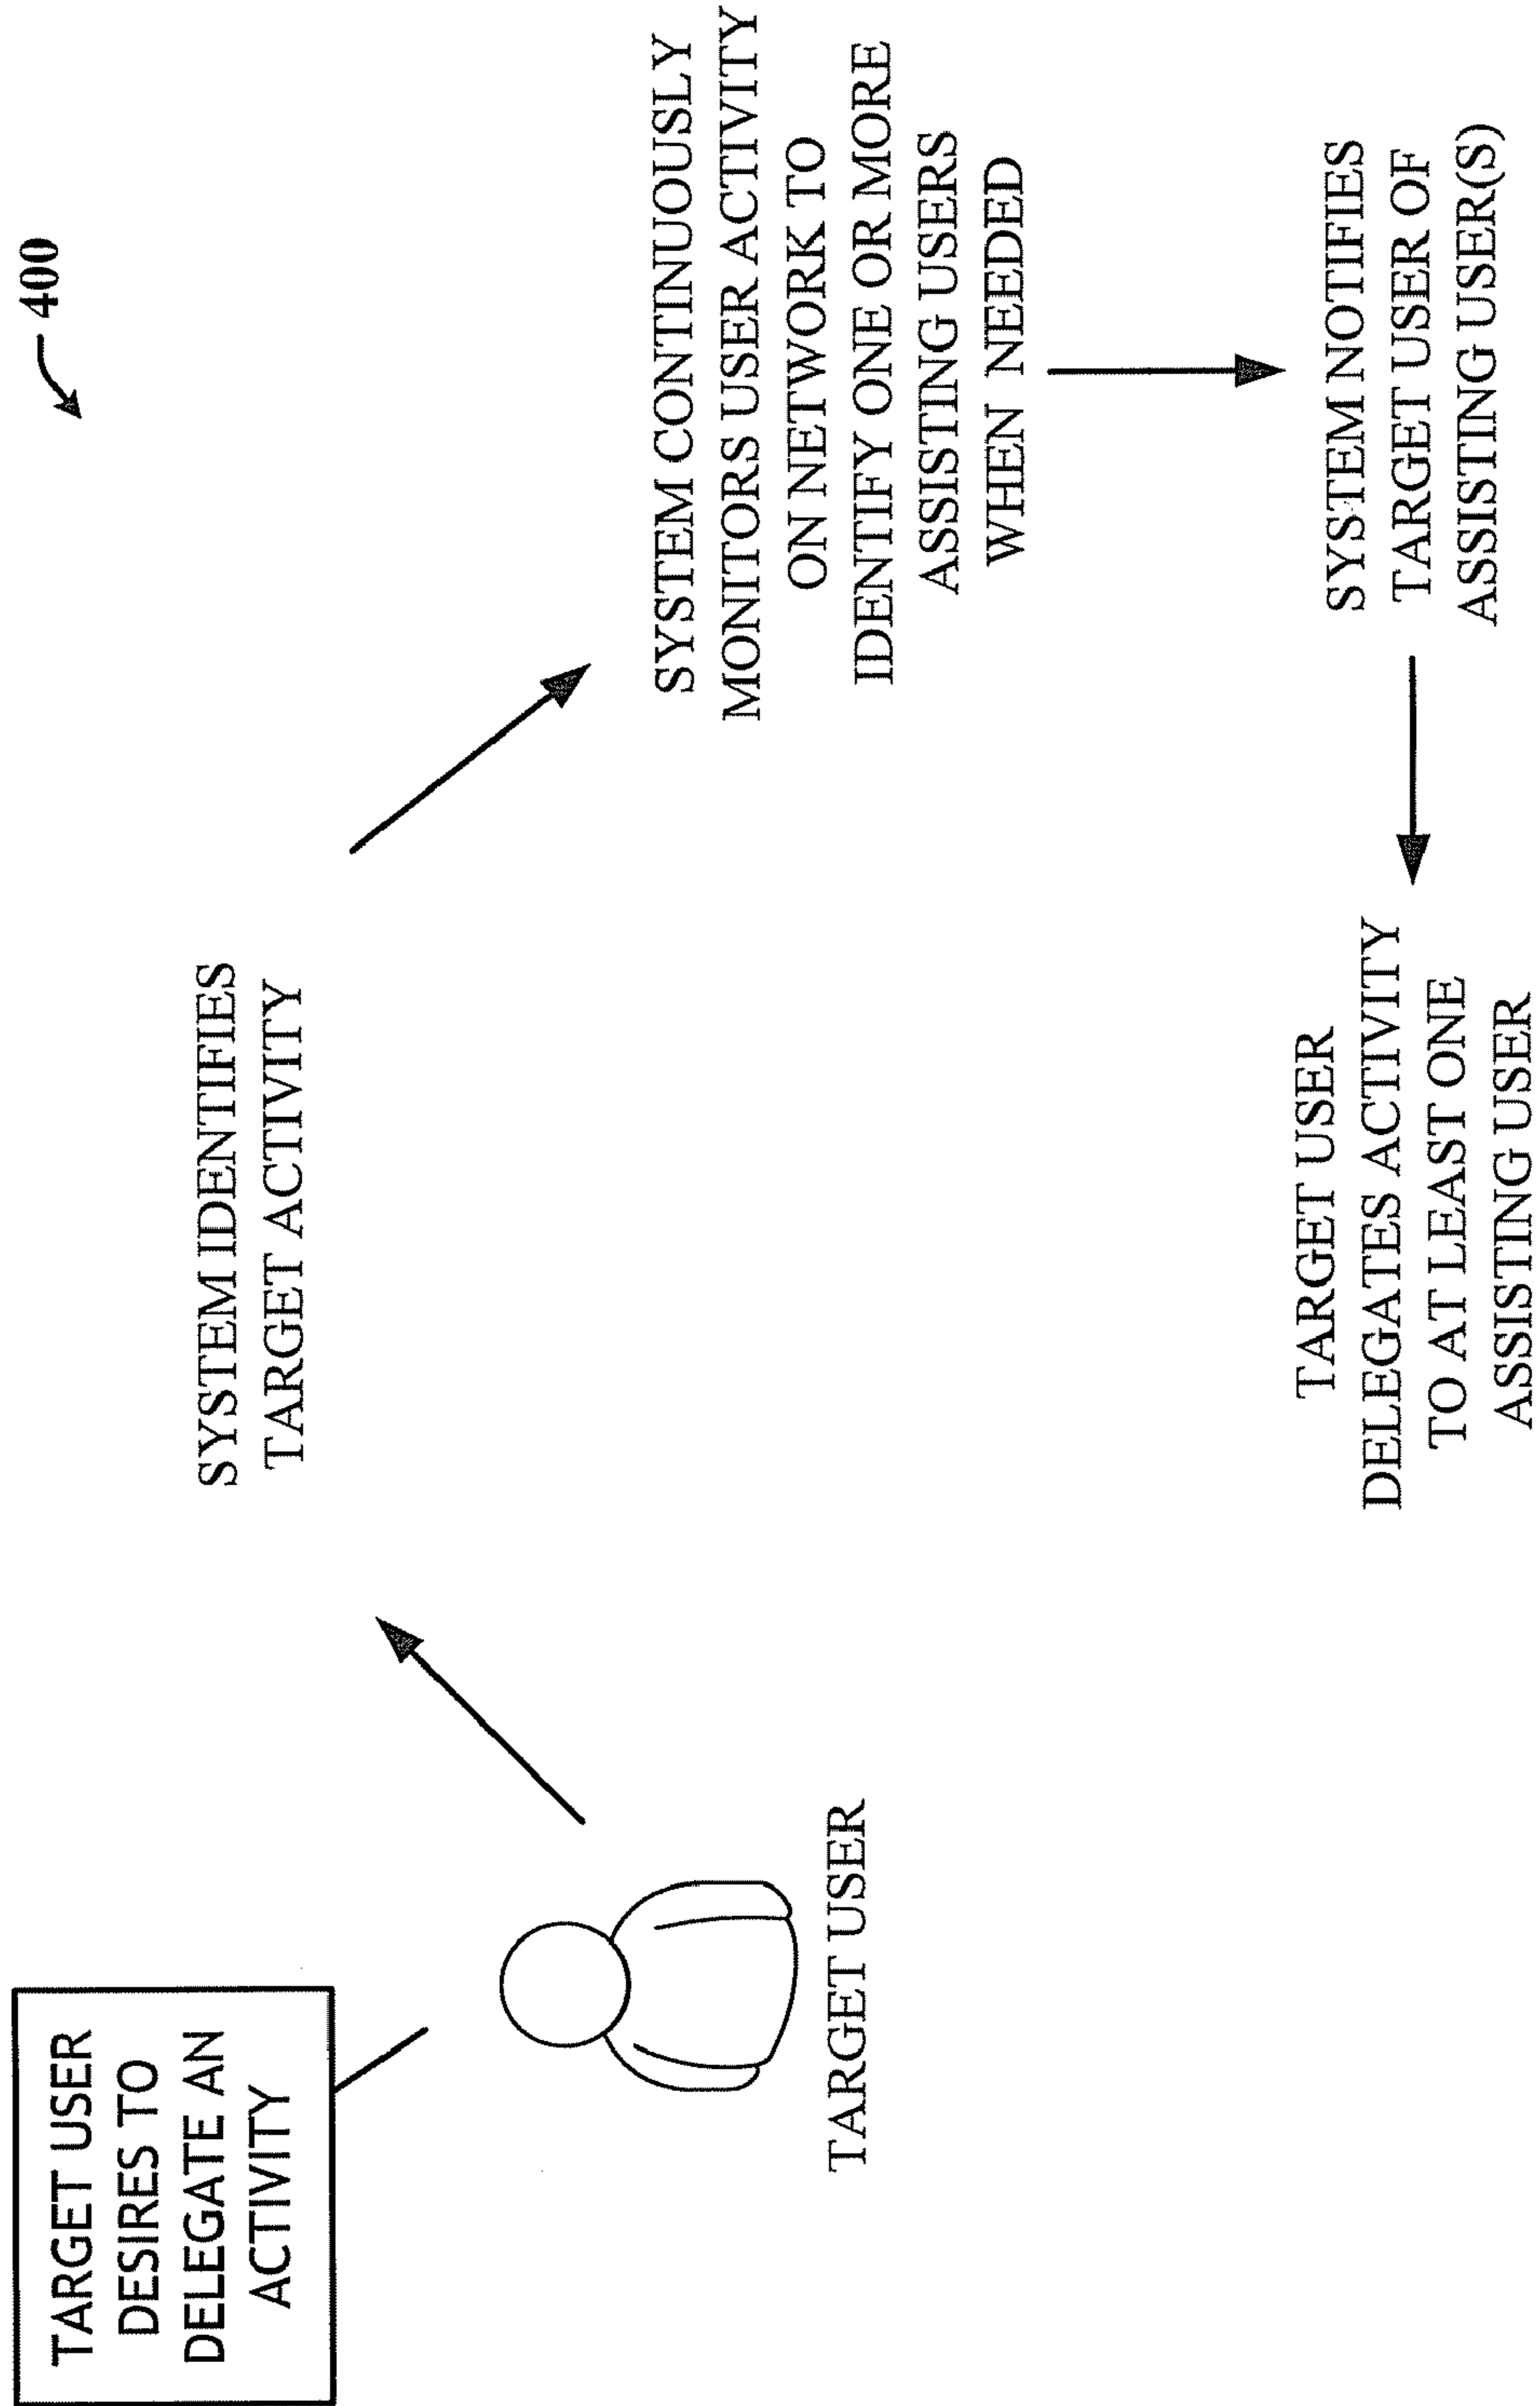 400
TARGET USER
DESIRES TO
DELEGATE AN
ACTIVITY
TARGET USER
SYSTEM IDENTIFIES
TARGET ACTIVITY
SYSTEM CONTINUOUSLY
MONITORS USER ACTIVITY
ON NETWORK TO
IDENTIFY ONE OR MORE
ASSISTING USERS
WHEN NEEDED
SYSTEM NOTIFIES
TARGET USER OF
ASSISTING USER(S)
TARGET USER
DELEGATES ACTIVITY
TO AT LEAST ONE
ASSISTING USER